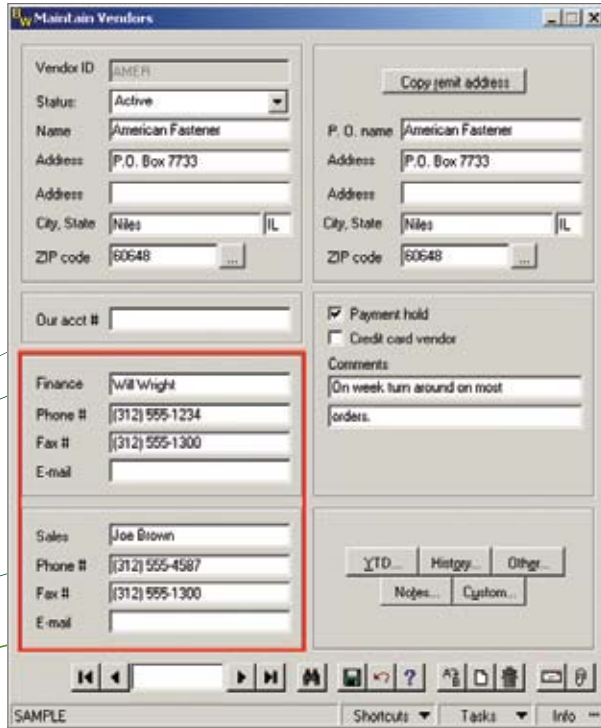 BW Maintain Vendors
Vendor ID AMER
Status: Active
Name American Fastener
Address P.O. Box 7733
Address
City, State Niles IL
ZIP code 60648 ...
Copy remit address
P. O. name American Fastener
Address P.O. Box 7733
Address
City, State Niles IL
ZIP code 60648 ...
Our acct #
Payment hold
Credit card vendor
Comments
On week turn around on most
orders.
Finance Will Wright
Phone # (312) 555-1234
Fax # (312) 555-1300
E-mail
Sales Joe Brown
Phone # (312) 555-4587
Fax # (312) 555-1300
E-mail
YTD... History... Other...
Notes... Custom...
SAMPLE Shortcuts Tasks Info